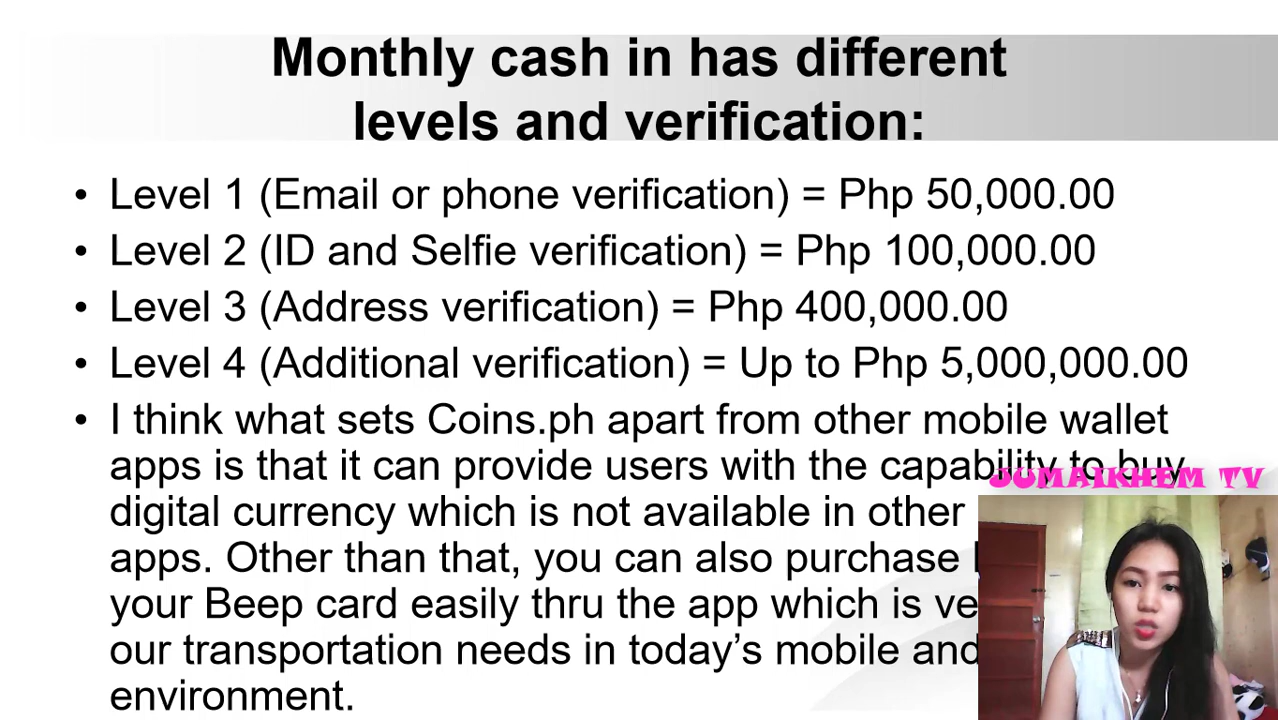 Monthly cash in has different
levels and verification:
• Level 1 (Email or phone verification) = Php 50,000.00
• Level 2 (ID and Selfie verification) = Php 100,000.00
• Level 3 (Address verification) = Php 400,000.00
• Level 4 (Additional verification) = Up to Php 5,000,000.00
• I think what sets Coins.ph apart from other mobile wallet
apps is that it can provide users with the capability to buy
JUMAIKHEM TV
digital currency which is not available in other
apps. Other than that, you can also purchase
your Beep card easily thru the app which is
our transportation needs in today’s mobile and
environment.